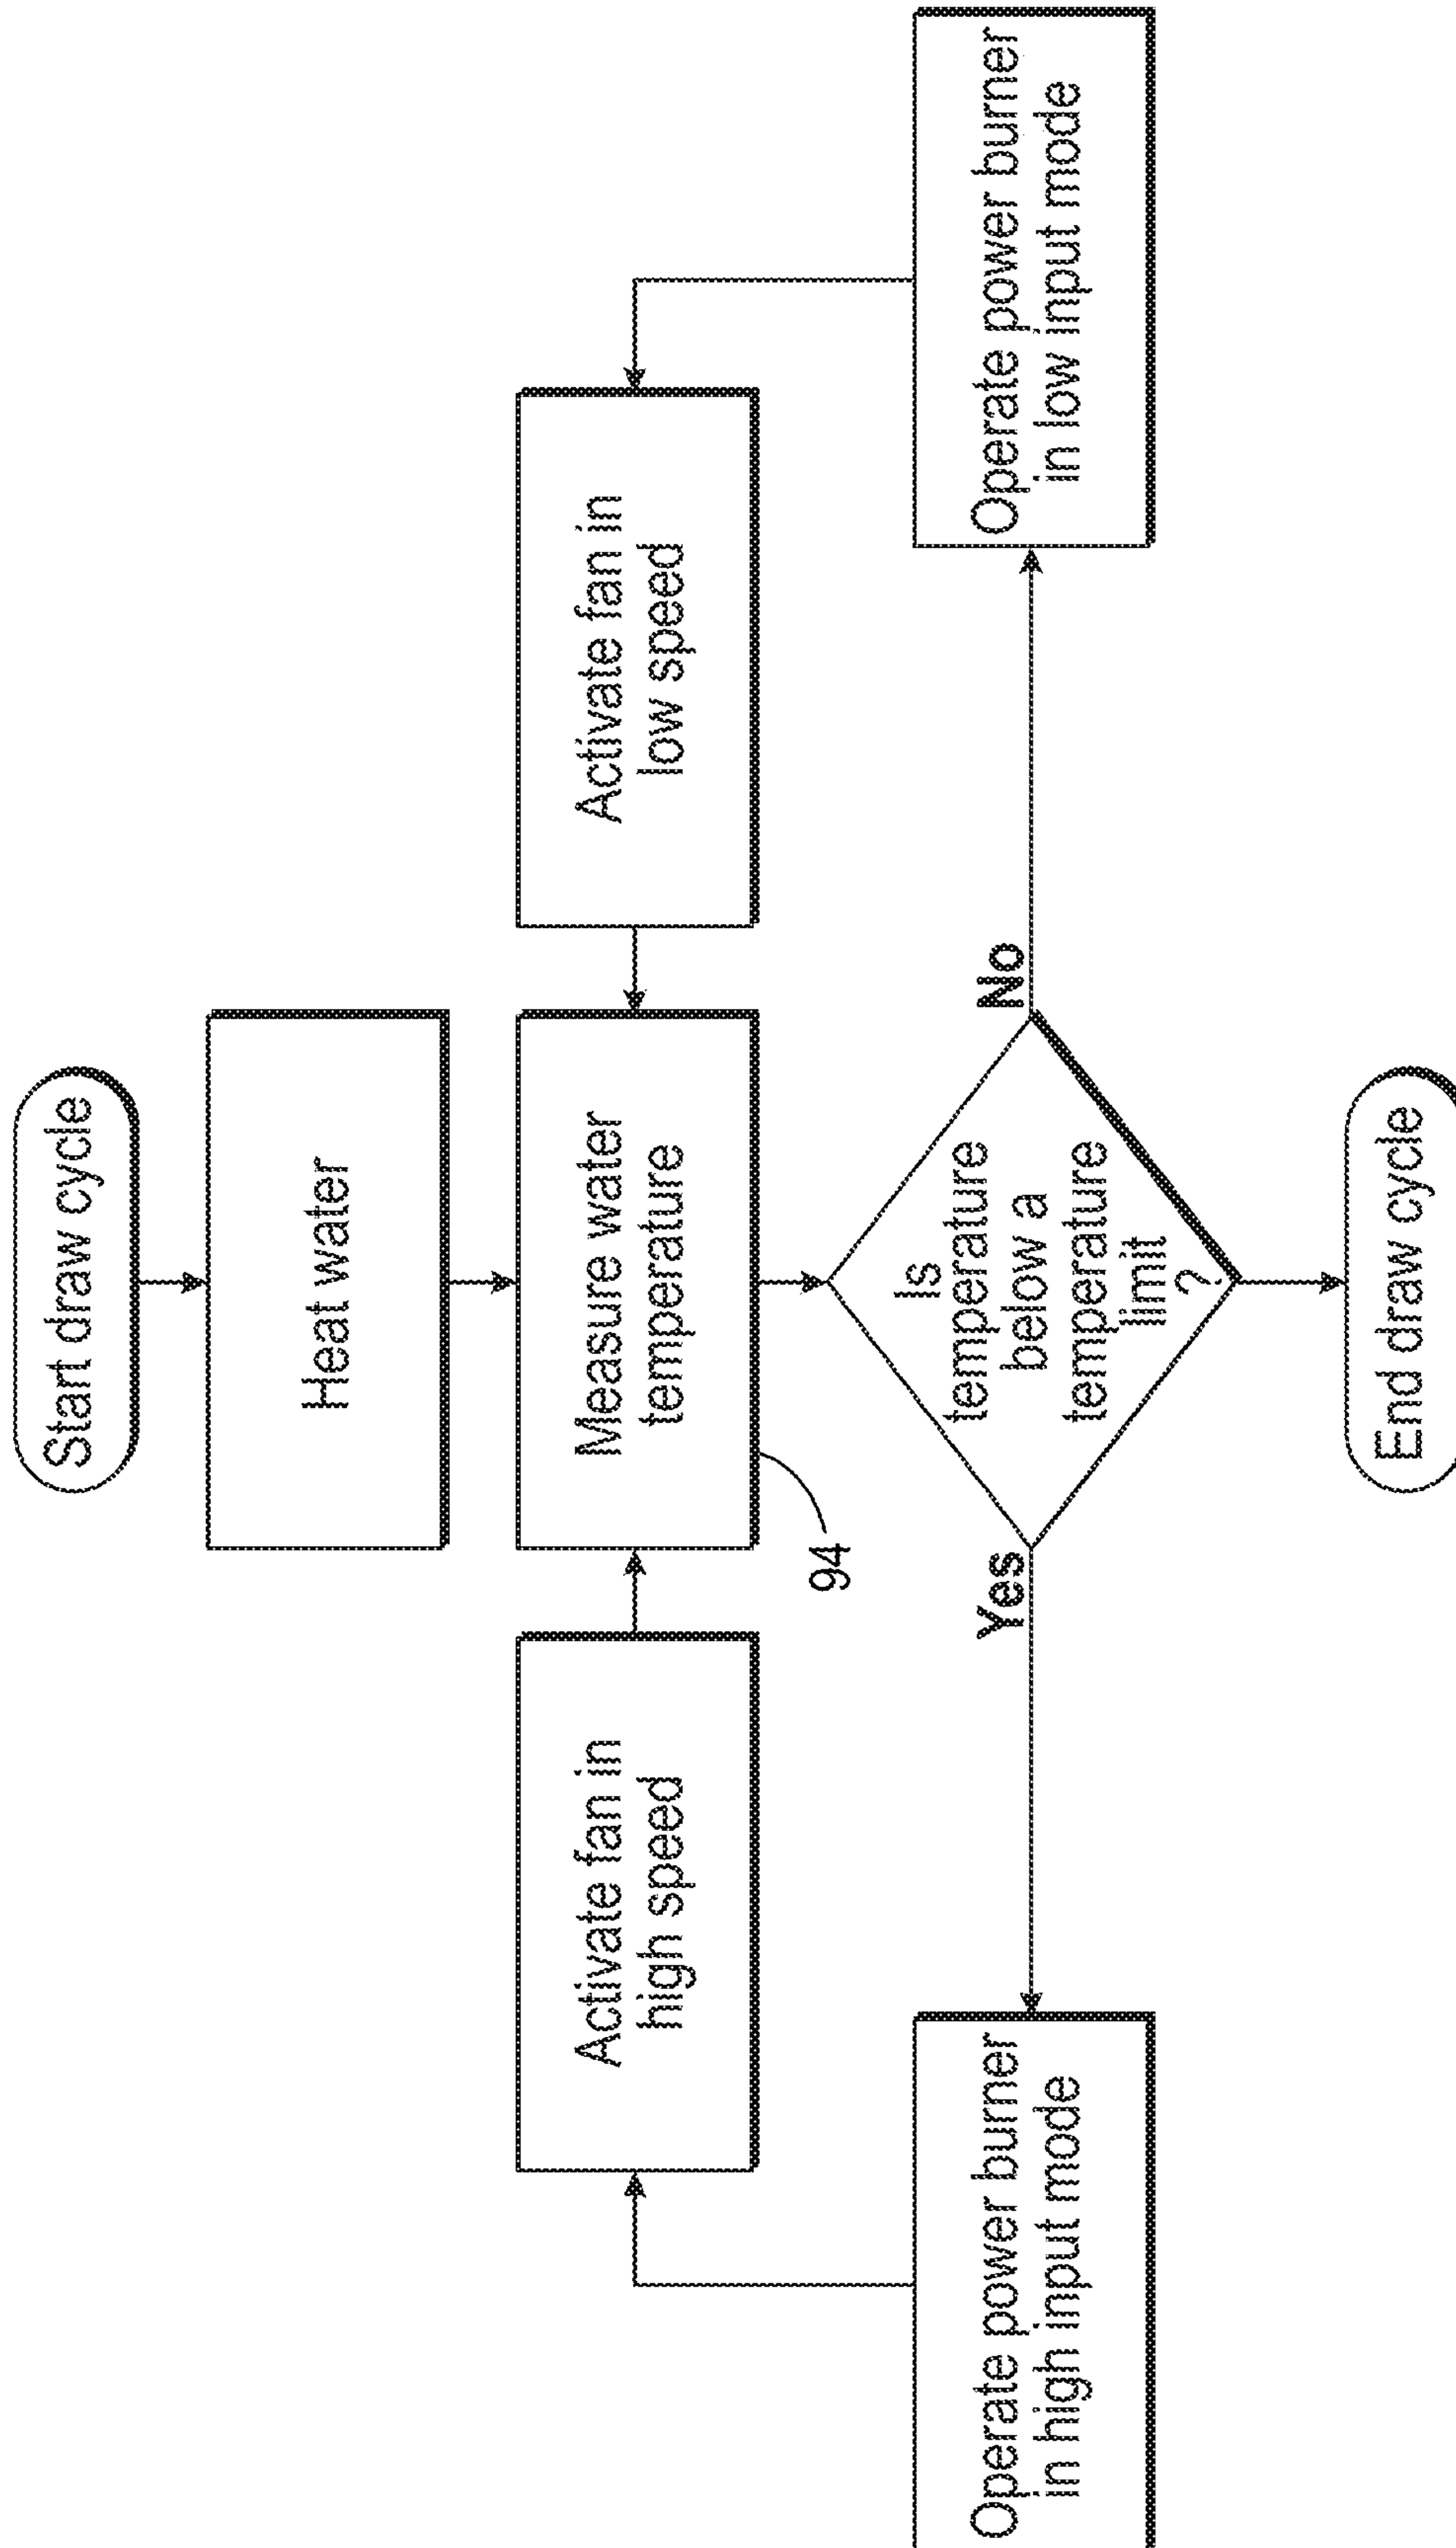 Start draw cycle
Heat water
Activate fan in
high speed
Measure water
temperature
Activate fan in
low speed
94
Is
temperature
below a
temperature
limit
?
Yes
No
Operate power burner
in high input mode
Operate power burner
in low input mode
End draw cycle